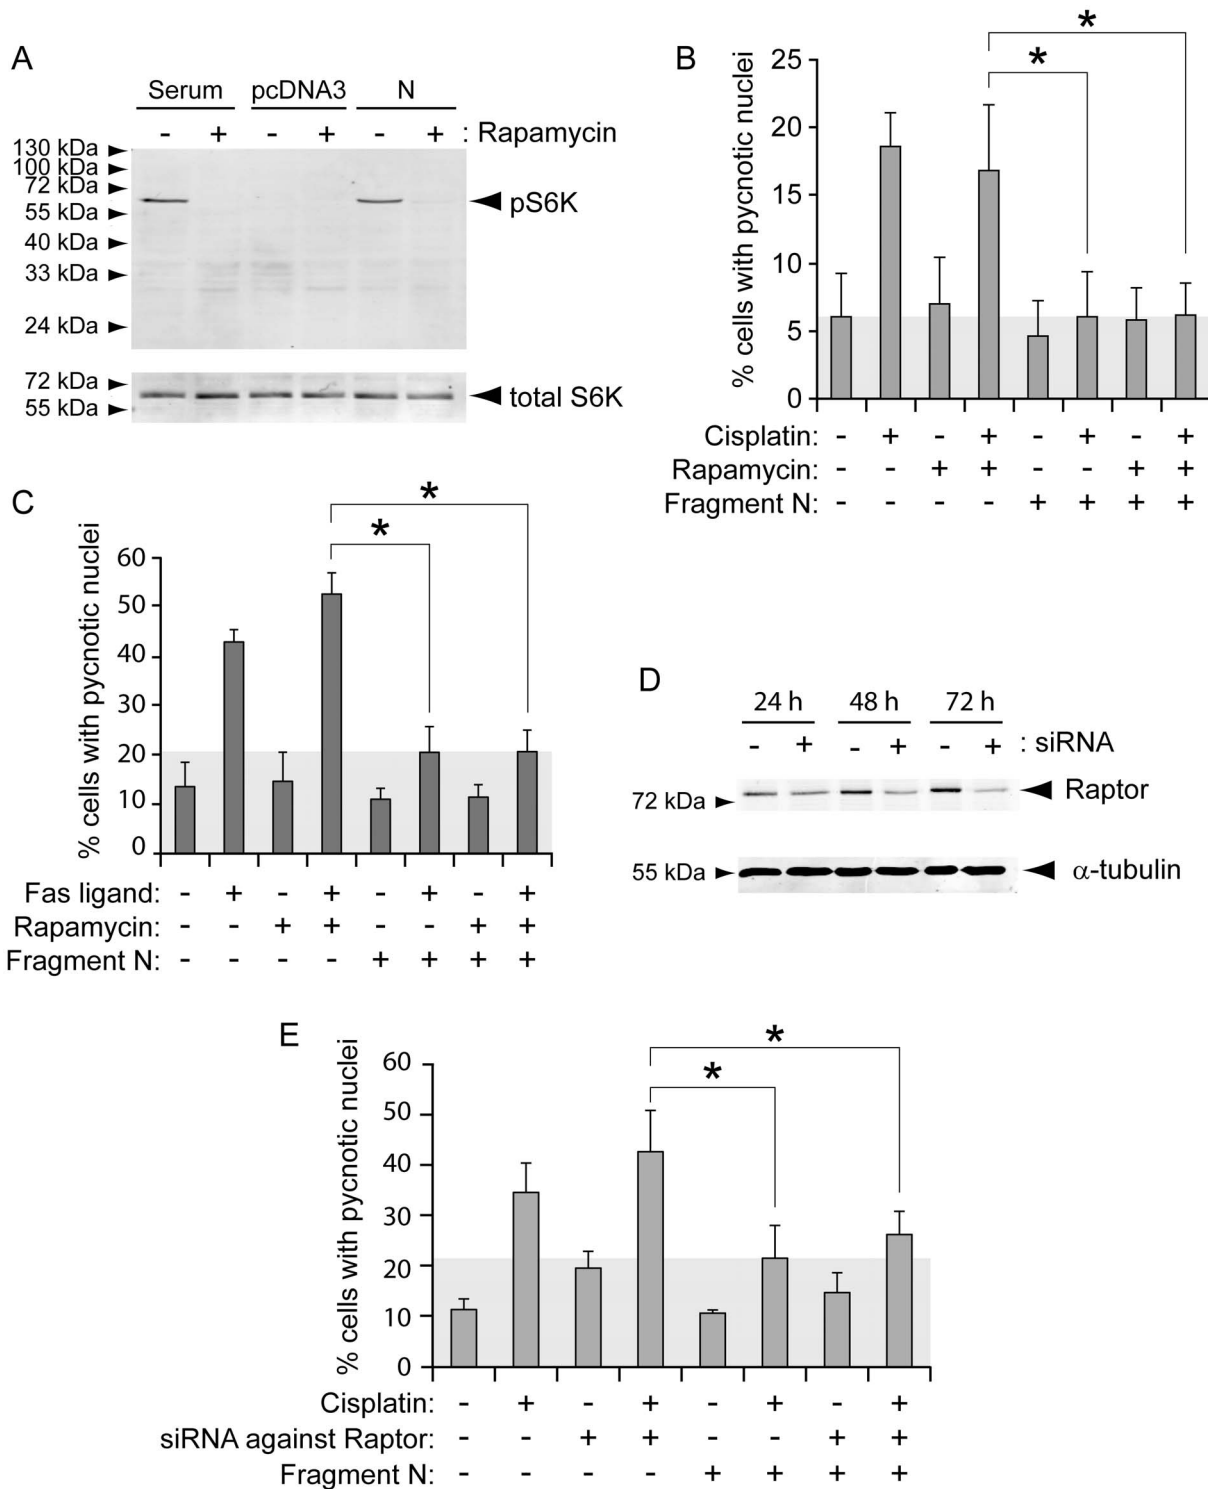 A
Serum pcDNA3 N
- + - + - + : Rapamycin
130 kDa
100 kDa
72 kDa
55 kDa
40 kDa
33 kDa
24 kDa
pS6K
72 kDa
55 kDa
total S6K
B
% cells with pycnotic nuclei
25
20
15
10
5
0
* *
Cisplatin: - + - + - + - +
Rapamycin: - - + + - - + +
Fragment N: - - - - + + + +
C
% cells with pycnotic nuclei
60
50
40
30
20
10
0
* *
Fas ligand: - + - + - + - +
Rapamycin: - - + + - - + +
Fragment N: - - - - + + + +
D
24 h 48 h 72 h
- + - + - + : siRNA
72 kDa Raptor
55 kDa α-tubulin
E
% cells with pycnotic nuclei
60
50
40
30
20
10
0
* *
Cisplatin: - + - + - + - +
siRNA against Raptor: - - + + - - + +
Fragment N: - - - - + + + +